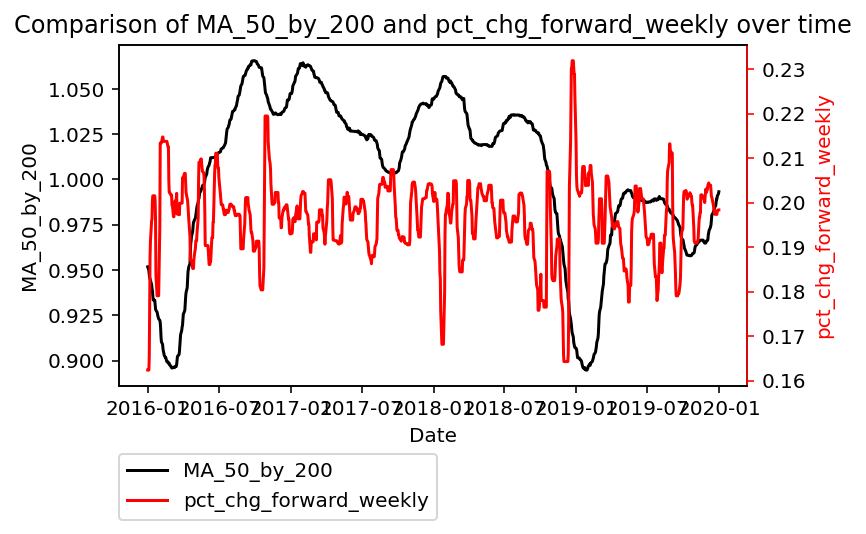 Comparison of MA_50_by_200 and pct_chg_forward_weekly over time
MA_50_by_200
1.050
1.025
1.000
0.975
0.950
0.925
0.900
0.23
0.22
0.21
0.20
0.19
0.18
0.17
0.16
pct_chg_forward_weekly
2016-01 2016-07 2017-01 2017-07 2018-01 2018-07 2019-01 2019-07 2020-01
Date
MA_50_by_200
pct_chg_forward_weekly